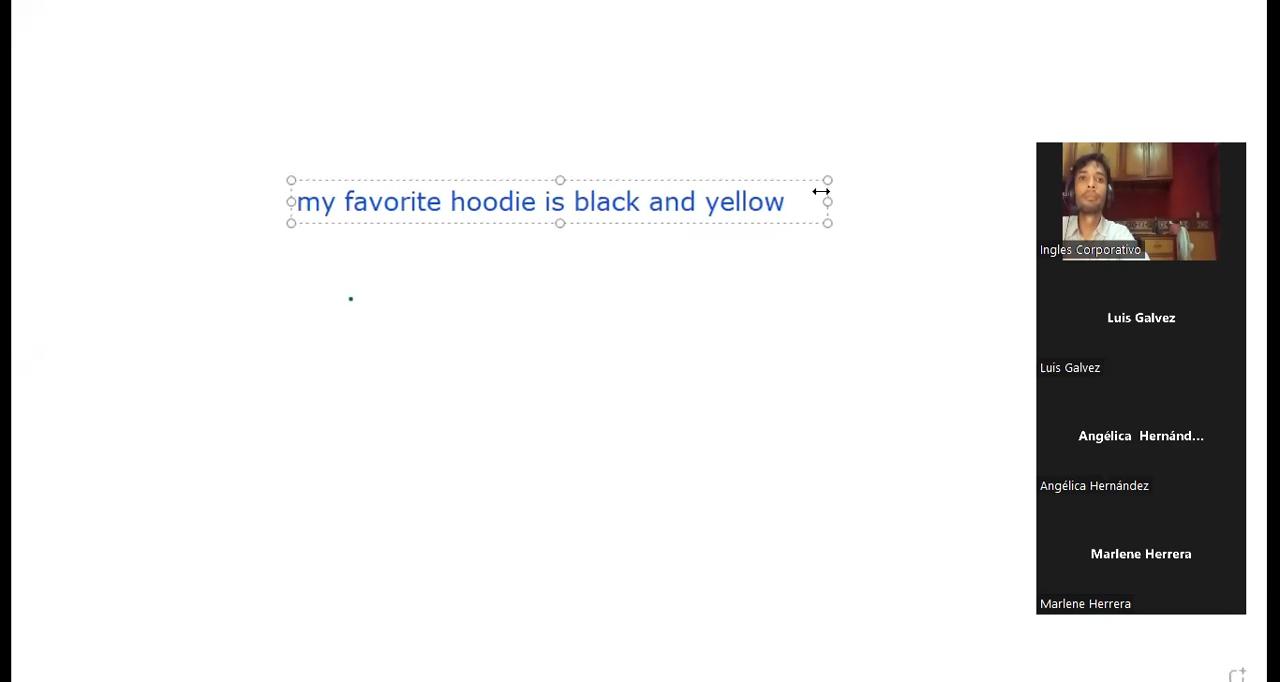 my favorite hoodie is black and yellow
Ingles Corporativo
Luis Galvez
Luis Galvez
Angélica Hernánd...
Angélica Hernández
Marlene Herrera
Marlene Herrera